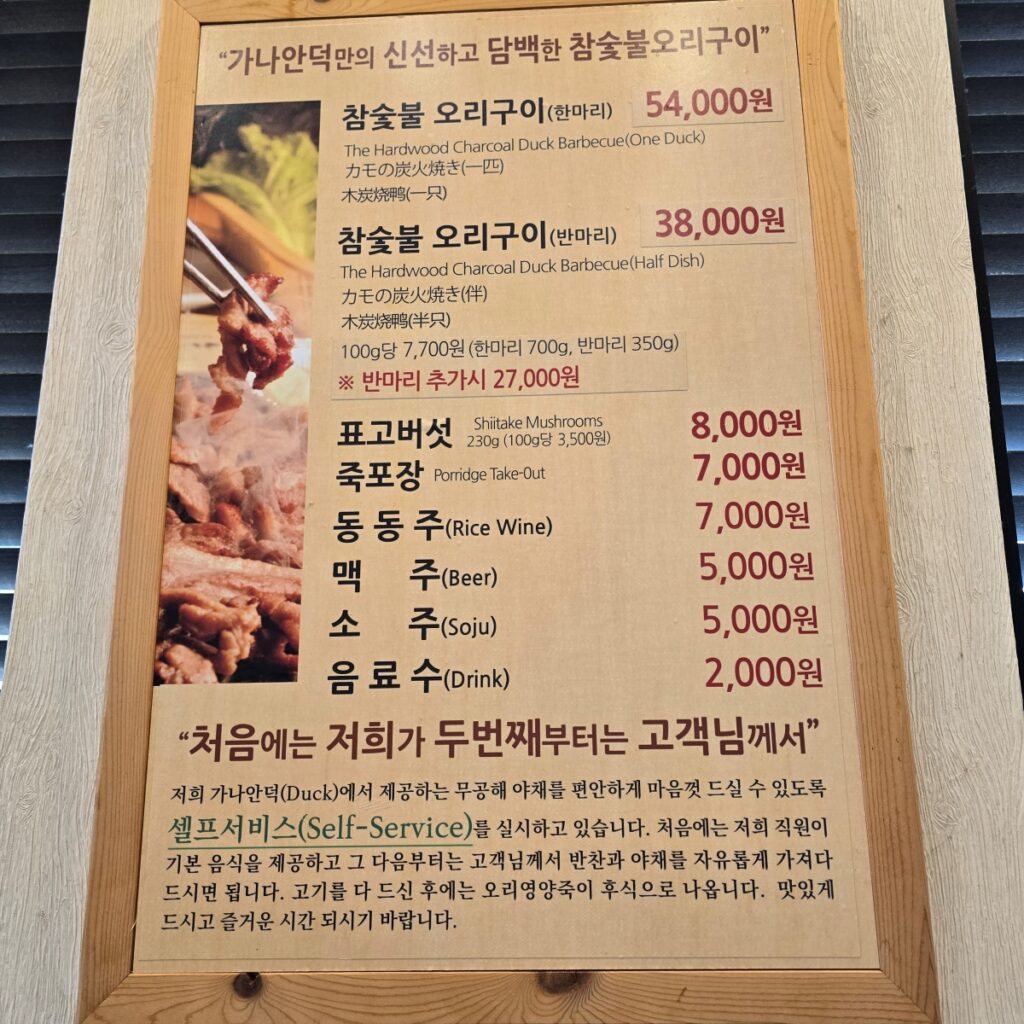 “가나안덕만의 신선하고 담백한 참숯불오리구이”
참숯불 오리구이(한마리) 54,000원
The Hardwood Charcoal Duck Barbecue(One Duck)
カモの炭火焼き(一匹)
木炭烧鸭(一只)
참숯불 오리구이(반마리) 38,000원
The Hardwood Charcoal Duck Barbecue(Half Dish)
カモの炭火焼き(伴)
木炭烧鸭(半只)
100g당 7,700원 (한마리 700g, 반마리 350g)
※ 반마리 추가시 27,000원
표고버섯 Shiitake Mushrooms 8,000원
230g (100g당 3,500원)
죽포장 Porridge Take-Out 7,000원
동동주(Rice Wine) 7,000원
맥 주(Beer) 5,000원
소 주(Soju) 5,000원
음료수(Drink) 2,000원
“처음에는 저희가 두번째부터는 고객님께서”
저희 가나안덕(Duck)에서 제공하는 무공해 야채를 편안하게 마음껏 드실 수 있도록
셀프서비스(Self-Service)를 실시하고 있습니다. 처음에는 저희 직원이
기본 음식을 제공하고 그 다음부터는 고객님께서 반찬과 야채를 자유롭게 가져다
드시면 됩니다. 고기를 다 드신 후에는 오리영양죽이 후식으로 나옵니다. 맛있게
드시고 즐거운 시간 되시기 바랍니다.